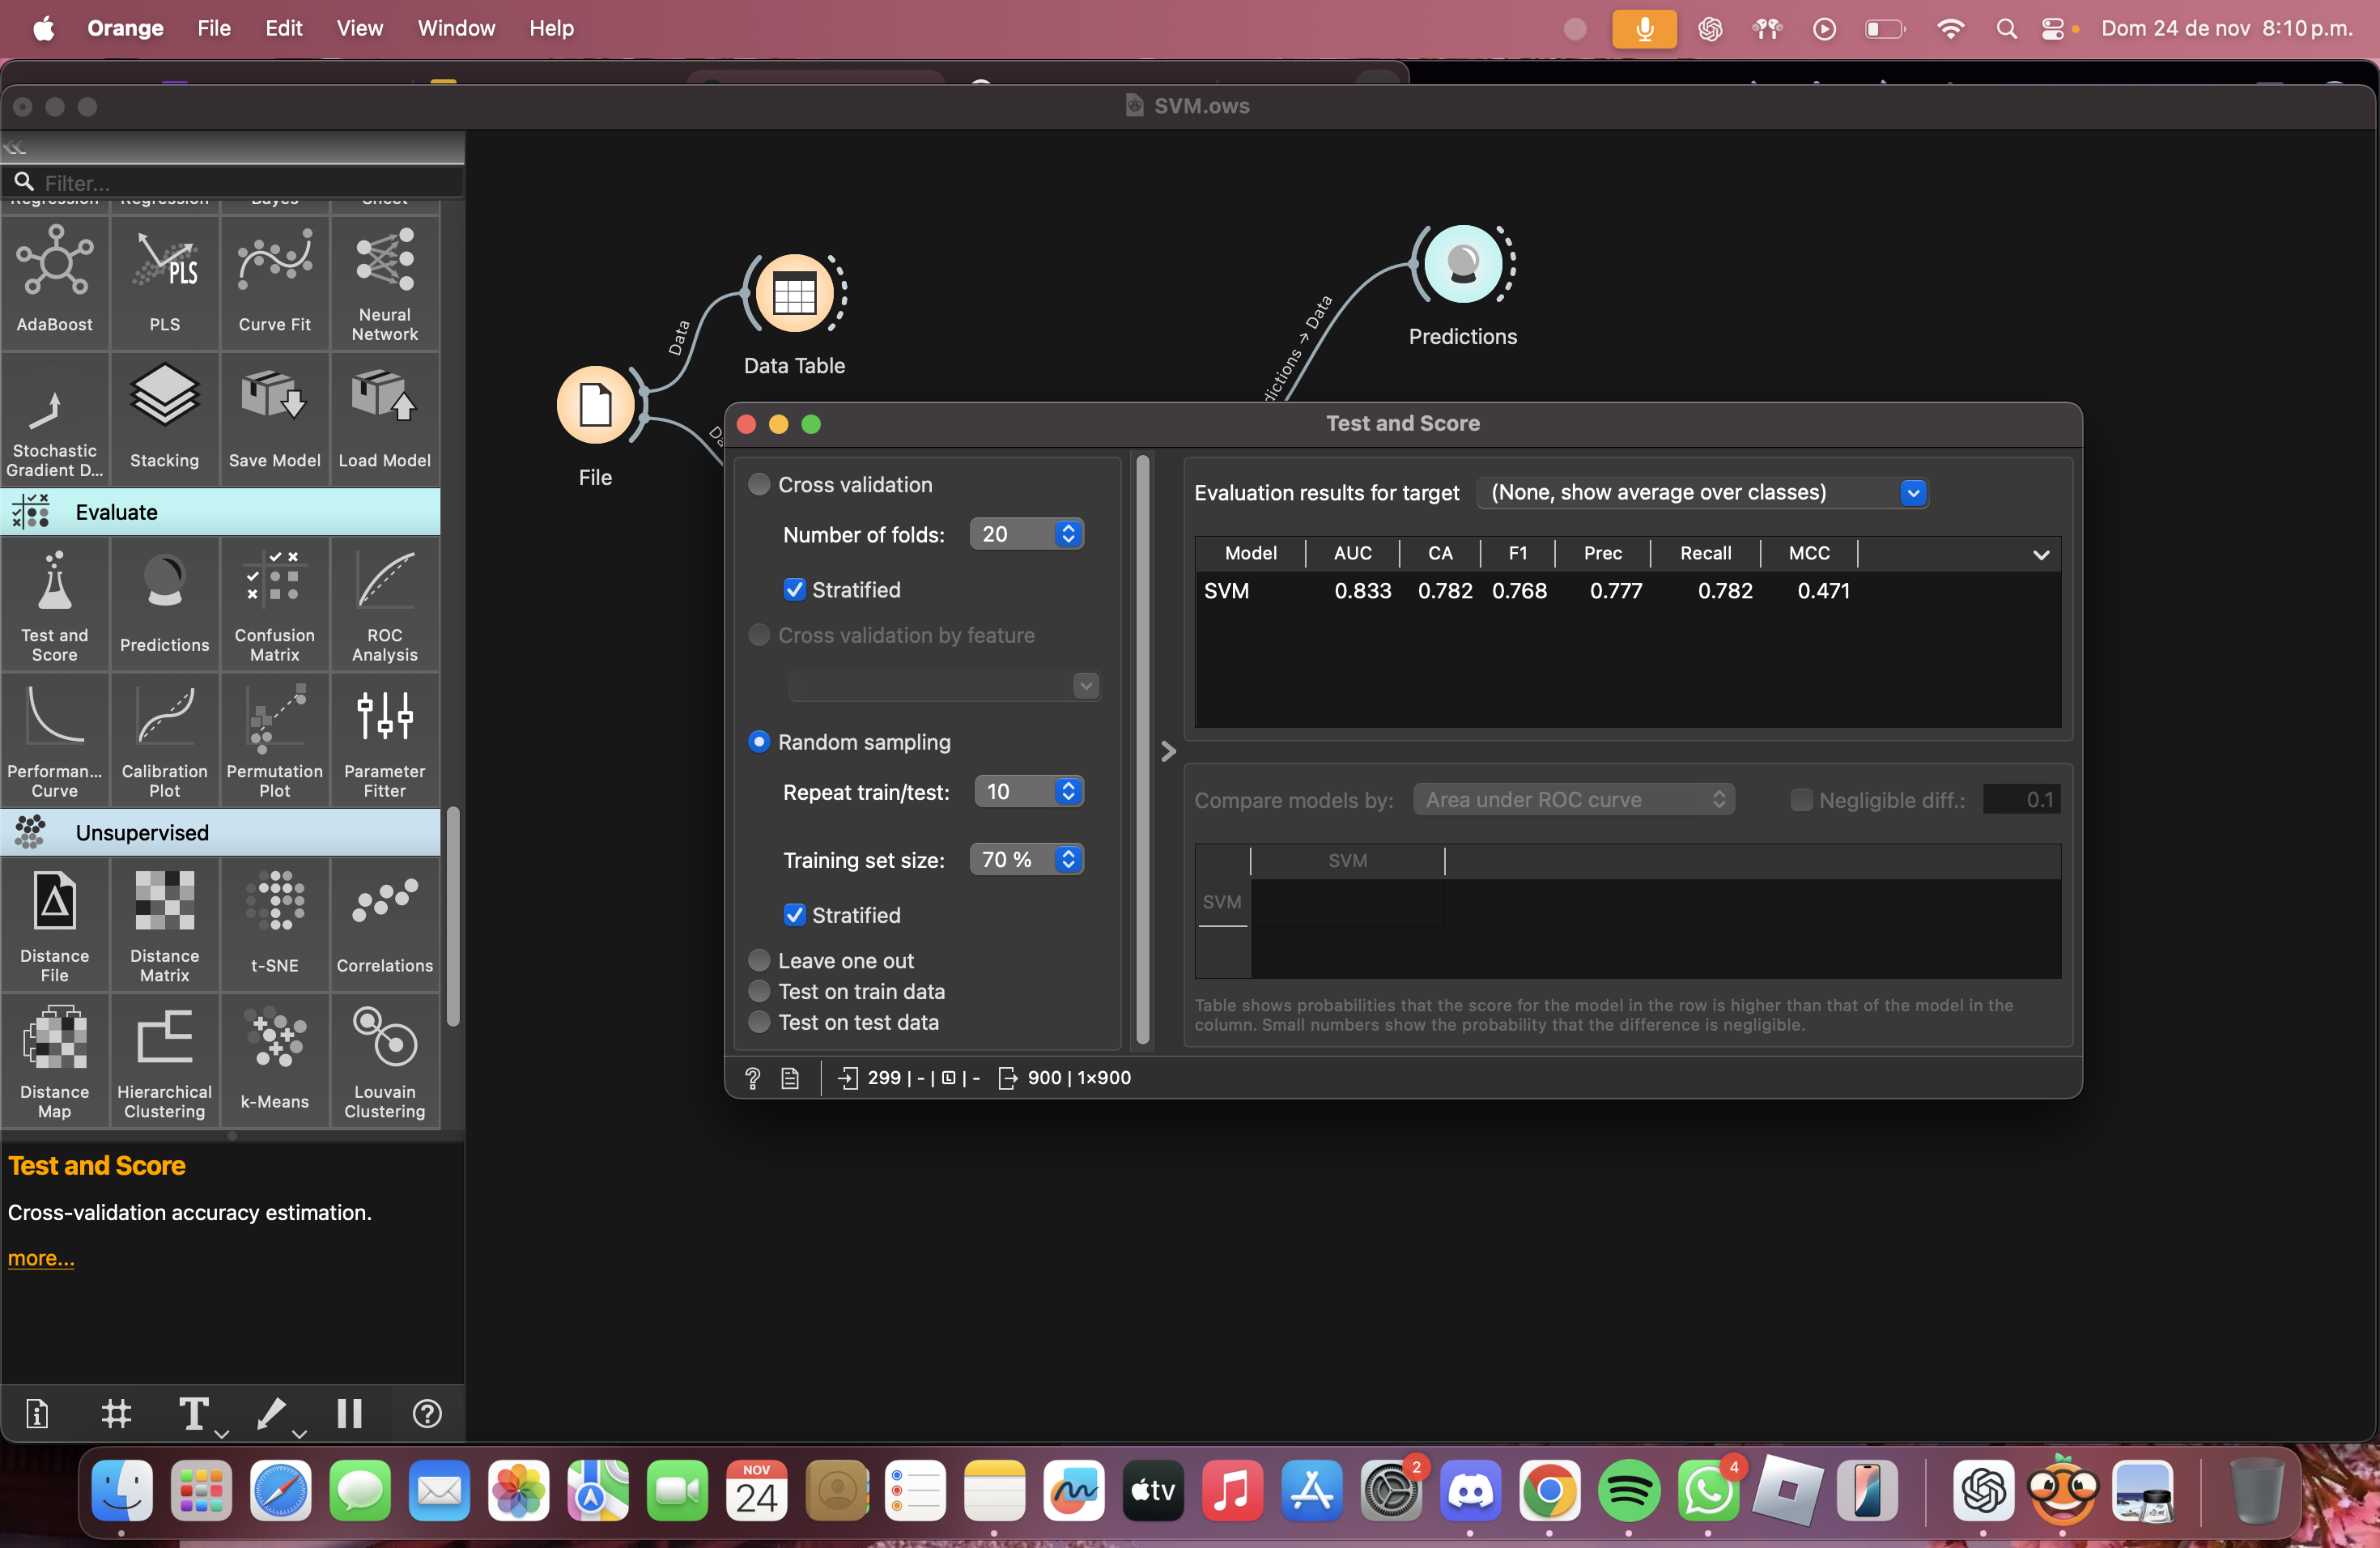 Orange File Edit View Window Help Dom 24 de nov 8:10 p.m.
SVM.ows
Filter...
Regression Regression Bayes Sheet
AdaBoost PLS Curve Fit Neural Network
PLS
Stochastic Gradient D... Stacking Save Model Load Model
Evaluate
Test and Score Predictions Confusion Matrix ROC Analysis
Performan... Curve Calibration Plot Permutation Plot Parameter Fitter
Unsupervised
Distance File Distance Matrix t-SNE Correlations
Distance Map Hierarchical Clustering k-Means Louvain Clustering
Test and Score
Cross-validation accuracy estimation.
more...
File
Data
Data Table
Predictions
Test and Score
Cross validation
Number of folds: 20
Stratified
Cross validation by feature
Random sampling
Repeat train/test: 10
Training set size: 70 %
Stratified
Leave one out
Test on train data
Test on test data
Evaluation results for target (None, show average over classes)
Model AUC CA F1 Prec Recall MCC
SVM 0.833 0.782 0.768 0.777 0.782 0.471
Compare models by: Area under ROC curve Negligible diff.: 0.1
SVM
SVM
Table shows probabilities that the score for the model in the row is higher than that of the model in the
column. Small numbers show the probability that the difference is negligible.
? 299 | - | L | - 900 | 1×900
NOV
24
tv
2
4